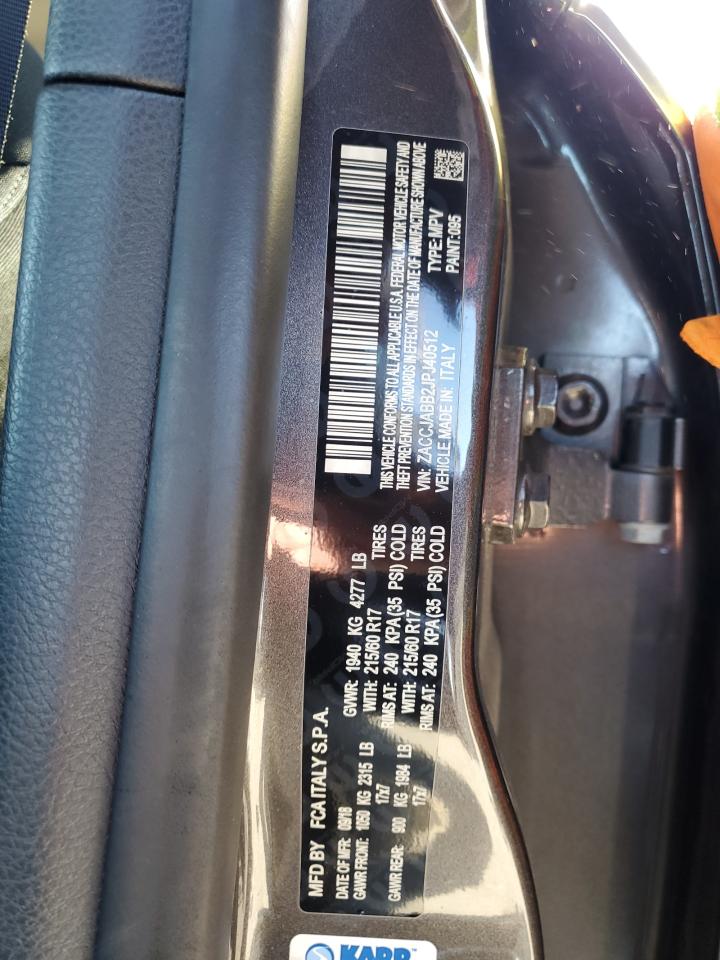 MFD BY FCA ITALY S.P.A.
DATE OF MFR: 09/18 GVWR: 1940 KG 4277 LB
GAWR FRONT: 1050 KG 2315 LB WITH: 215/60 R17 TIRES
17x7 RIMS AT: 240 KPA (35 PSI) COLD
GAWR REAR: 900 KG 1984 LB WITH: 215/60 R17 TIRES
17x7 RIMS AT: 240 KPA (35 PSI) COLD
THIS VEHICLE CONFORMS TO ALL APPLICABLE U.S.A. FEDERAL MOTOR VEHICLE SAFETY AND
THEFT PREVENTION STANDARDS IN EFFECT ON THE DATE OF MANUFACTURE SHOWN ABOVE
VIN: ZACCJABB2JPJ40512 TYPE:MPV
VEHICLE MADE IN: ITALY PAINT:095
KARR